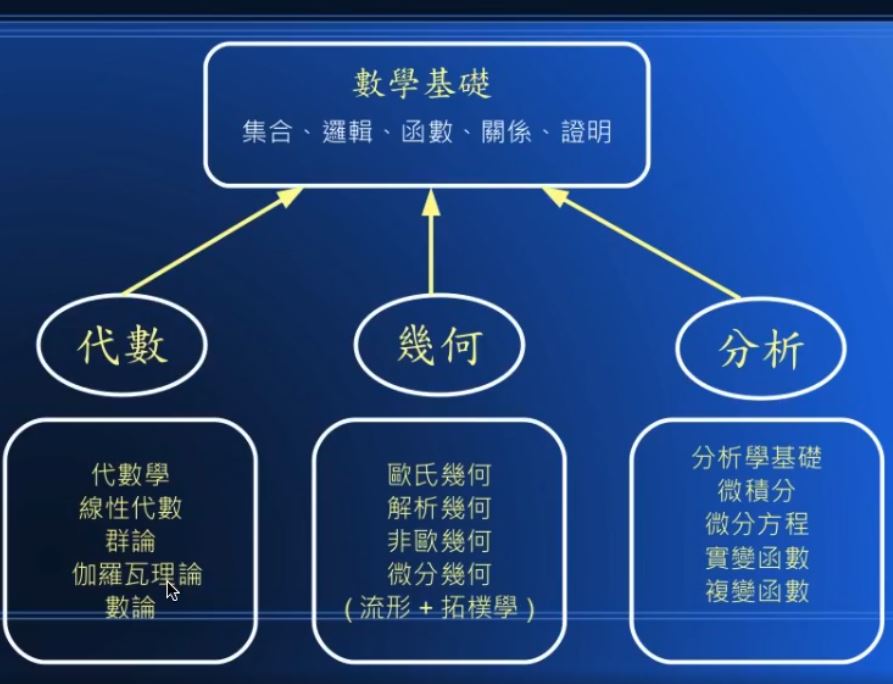 數學基礎
集合、邏輯、函數、關係、證明
代數
幾何
分析
代數學
線性代數
群論
伽羅瓦理論
數論
歐氏幾何
解析幾何
非歐幾何
微分幾何
(流形+拓樸學)
分析學基礎
微積分
微分方程
實變函數
複變函數